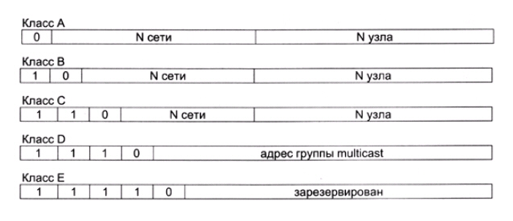 Класс A
0 N сети N узла
Класс B
1 0 N сети N узла
Класс C
1 1 0 N сети N узла
Класс D
1 1 1 0 адрес группы multicast
Класс E
1 1 1 1 0 зарезервирован